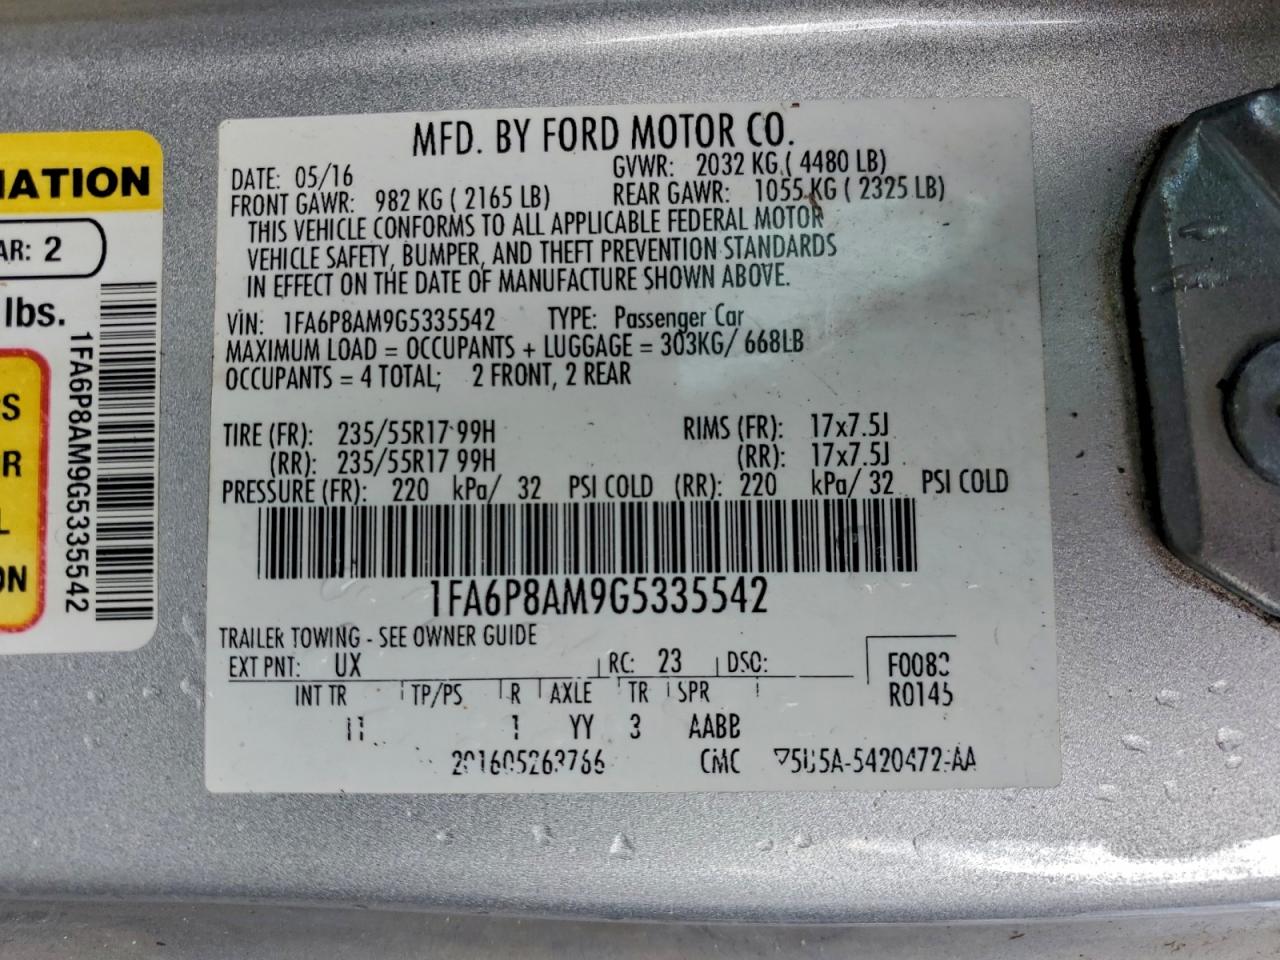 MFD. BY FORD MOTOR CO.
DATE: 05/16 GVWR: 2032 KG ( 4480 LB)
FRONT GAWR: 982 KG ( 2165 LB) REAR GAWR: 1055 KG ( 2325 LB)
THIS VEHICLE CONFORMS TO ALL APPLICABLE FEDERAL MOTOR
VEHICLE SAFETY, BUMPER, AND THEFT PREVENTION STANDARDS
IN EFFECT ON THE DATE OF MANUFACTURE SHOWN ABOVE.
VIN: 1FA6P8AM9G5335542 TYPE: Passenger Car
MAXIMUM LOAD = OCCUPANTS + LUGGAGE = 303KG/ 668LB
OCCUPANTS = 4 TOTAL; 2 FRONT, 2 REAR
TIRE (FR): 235/55R17 99H RIMS (FR): 17x7.5J
(RR): 235/55R17 99H (RR): 17x7.5J
PRESSURE (FR): 220 kPa/ 32 PSI COLD (RR): 220 kPa/ 32 PSI COLD
1FA6P8AM9G5335542
TRAILER TOWING - SEE OWNER GUIDE
EXT PNT: UX RC: 23 DSO: F0083
INT TR TP/PS R AXLE TR SPR R0145
1 YY 3 AABB
201605263766 CMC
AR: 2
lbs.
1FA6P8AM9G5335542